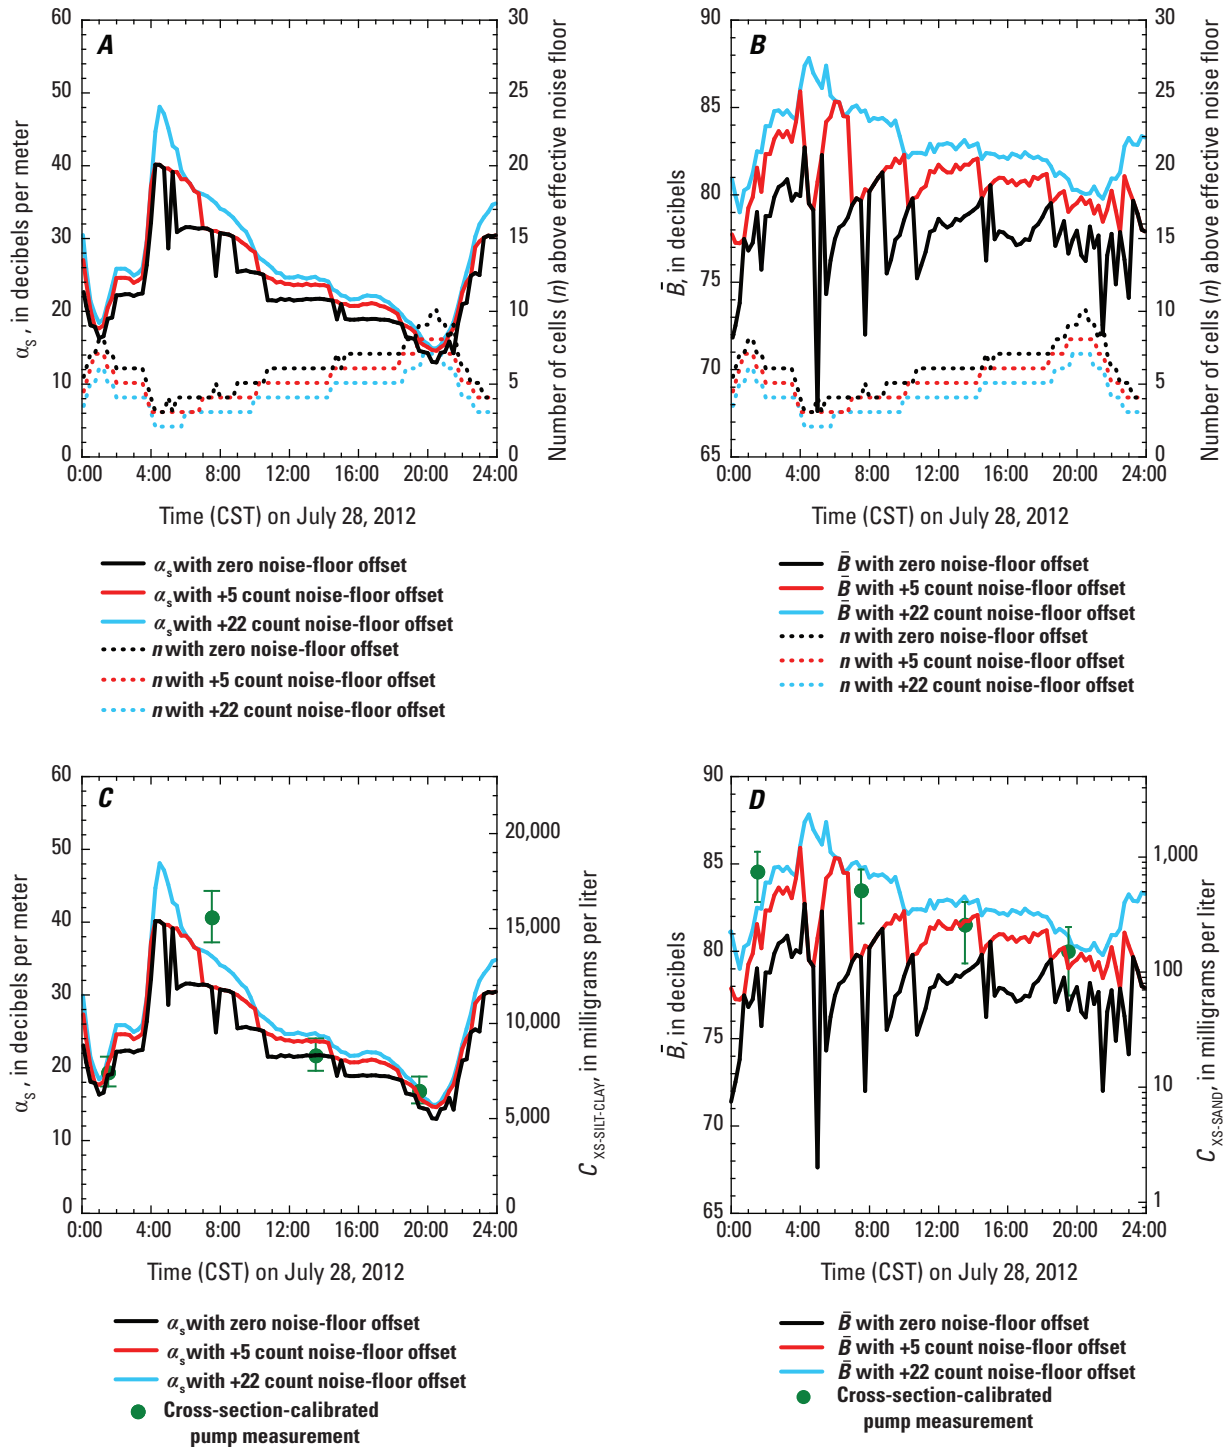 A
60
50
40
30
20
10
0
α_s, in decibels per meter
30
25
20
15
10
5
0
Number of cells (n) above effective noise floor
0:00 4:00 8:00 12:00 16:00 20:00 24:00
Time (CST) on July 28, 2012
α_s with zero noise-floor offset
α_s with +5 count noise-floor offset
α_s with +22 count noise-floor offset
n with zero noise-floor offset
n with +5 count noise-floor offset
n with +22 count noise-floor offset
B
90
85
80
75
70
65
B̄, in decibels
30
25
20
15
10
5
0
Number of cells (n) above effective noise floor
0:00 4:00 8:00 12:00 16:00 20:00 24:00
Time (CST) on July 28, 2012
B̄ with zero noise-floor offset
B̄ with +5 count noise-floor offset
B̄ with +22 count noise-floor offset
n with zero noise-floor offset
n with +5 count noise-floor offset
n with +22 count noise-floor offset
C
60
50
40
30
20
10
0
α_s, in decibels per meter
20,000
15,000
10,000
5,000
0
C_XS-SILT-CLAY, in milligrams per liter
0:00 4:00 8:00 12:00 16:00 20:00 24:00
Time (CST) on July 28, 2012
α_s with zero noise-floor offset
α_s with +5 count noise-floor offset
α_s with +22 count noise-floor offset
Cross-section-calibrated
pump measurement
D
90
85
80
75
70
65
B̄, in decibels
1,000
100
10
1
C_XS-SAND, in milligrams per liter
0:00 4:00 8:00 12:00 16:00 20:00 24:00
Time (CST) on July 28, 2012
B̄ with zero noise-floor offset
B̄ with +5 count noise-floor offset
B̄ with +22 count noise-floor offset
Cross-section-calibrated
pump measurement